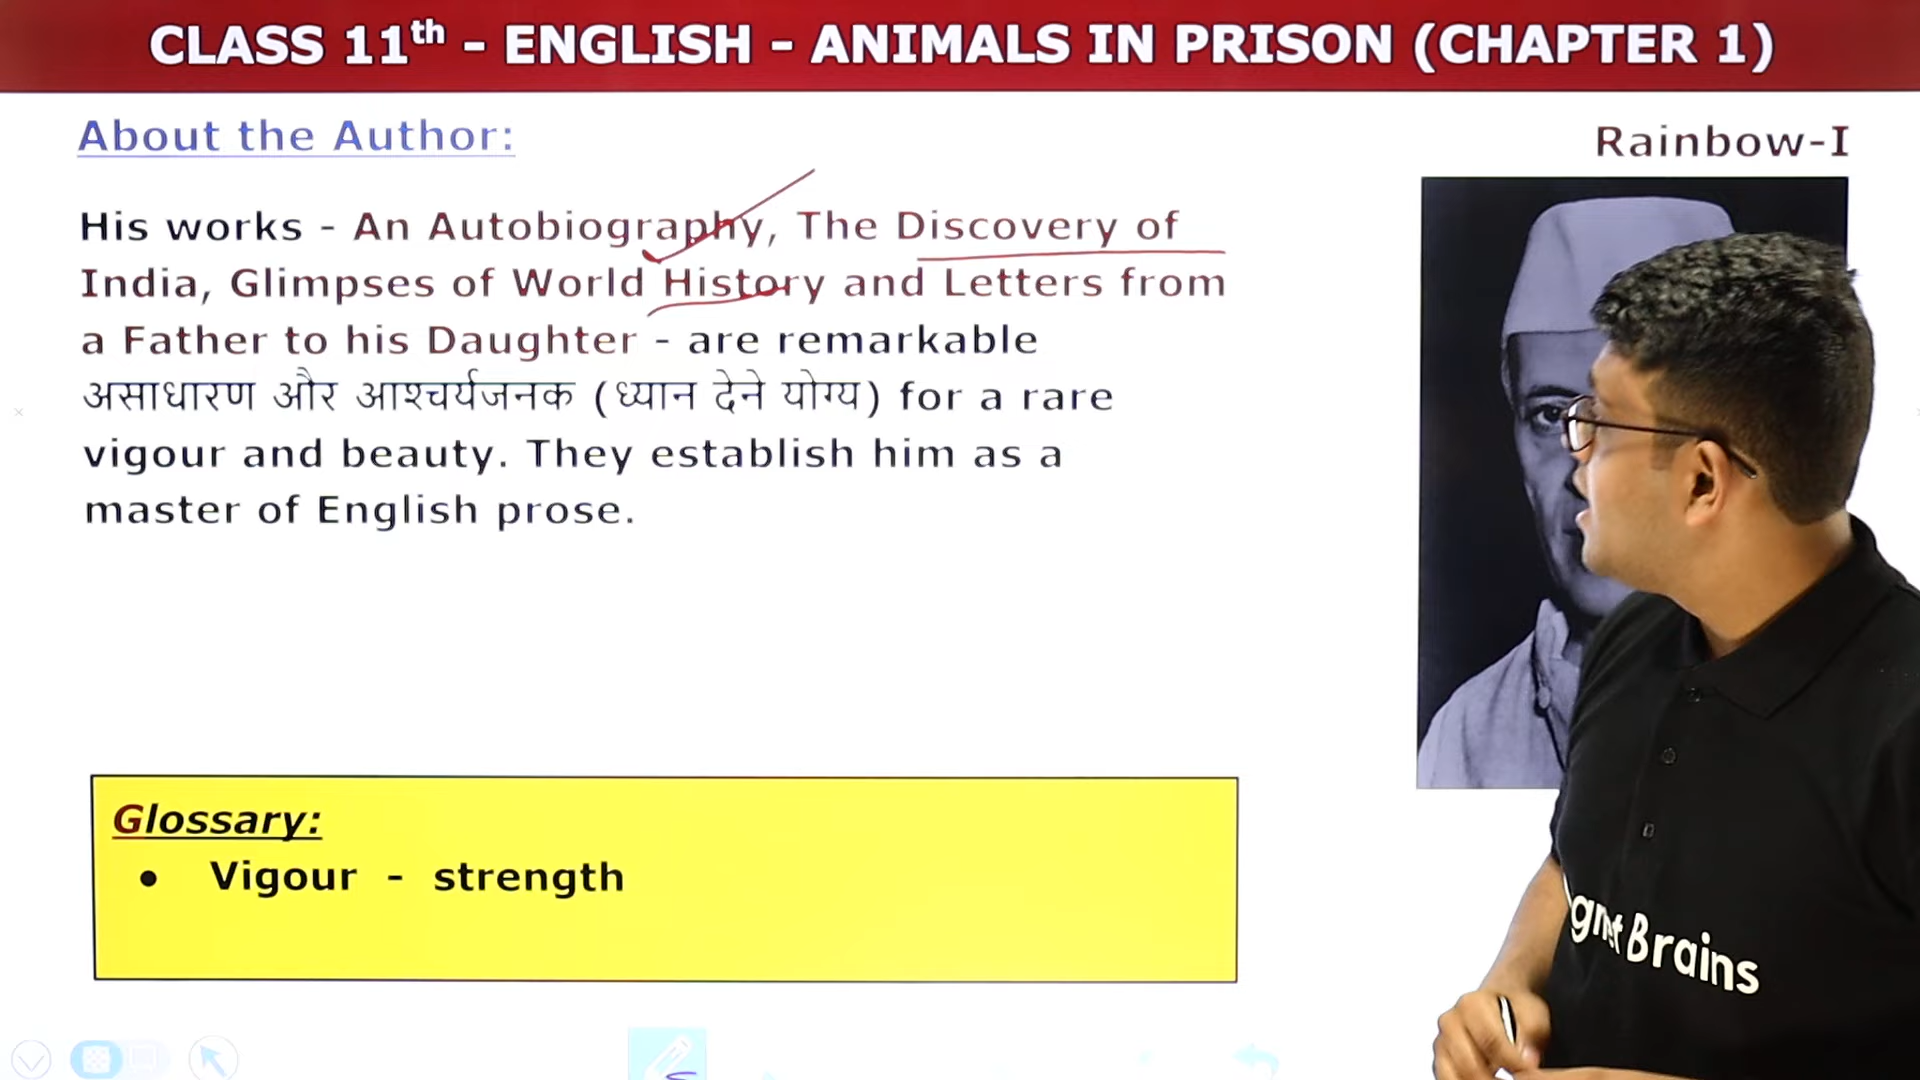 CLASS 11th - ENGLISH - ANIMALS IN PRISON (CHAPTER 1)
About the Author:
Rainbow-I
His works - An Autobiography, The Discovery of
India, Glimpses of World History and Letters from
a Father to his Daughter - are remarkable
असाधारण और आश्चर्यजनक (ध्यान देने योग्य) for a rare
vigour and beauty. They establish him as a
master of English prose.
Glossary:
• Vigour - strength
gnet Brains